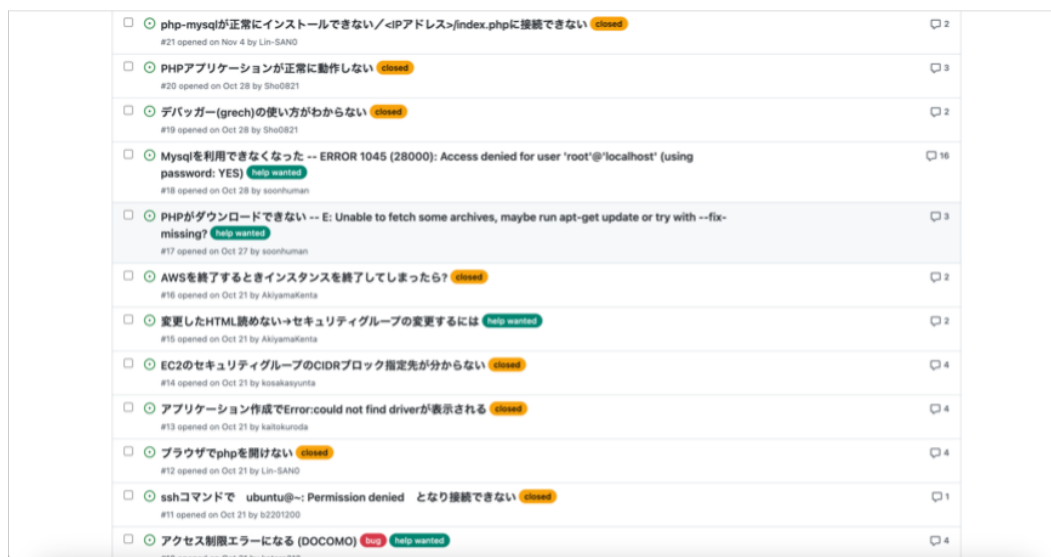 php-mysqlが正常にインストールできない／<IPアドレス>/index.phpに接続できない closed 2
#21 opened on Nov 4 by Lin-SAN0
PHPアプリケーションが正常に動作しない closed 3
#20 opened on Oct 28 by Sho0821
デバッガー(grech)の使い方がわからない closed 2
#19 opened on Oct 28 by Sho0821
Mysqlを利用できなくなった -- ERROR 1045 (28000): Access denied for user 'root'@'localhost' (using 16
password: YES) help wanted
#18 opened on Oct 28 by soonhuman
PHPがダウンロードできない -- E: Unable to fetch some archives, maybe run apt-get update or try with --fix- 3
missing? help wanted
#17 opened on Oct 27 by soonhuman
AWSを終了するときインスタンスを終了してしまったら? closed 2
#16 opened on Oct 21 by AkiyamaKenta
変更したHTML読めない→セキュリティグループの変更するには help wanted 2
#15 opened on Oct 21 by AkiyamaKenta
EC2のセキュリティグループのCIDRブロック指定先が分からない closed 4
#14 opened on Oct 21 by kosakasyunta
アプリケーション作成でError:could not find driverが表示される closed 4
#13 opened on Oct 21 by kaitokuroda
ブラウザでphpを開けない closed 4
#12 opened on Oct 21 by Lin-SAN0
sshコマンドで　ubuntu@~: Permission denied　となり接続できない closed 1
#11 opened on Oct 21 by b2201200
アクセス制限エラーになる (DOCOMO) bug help wanted 4